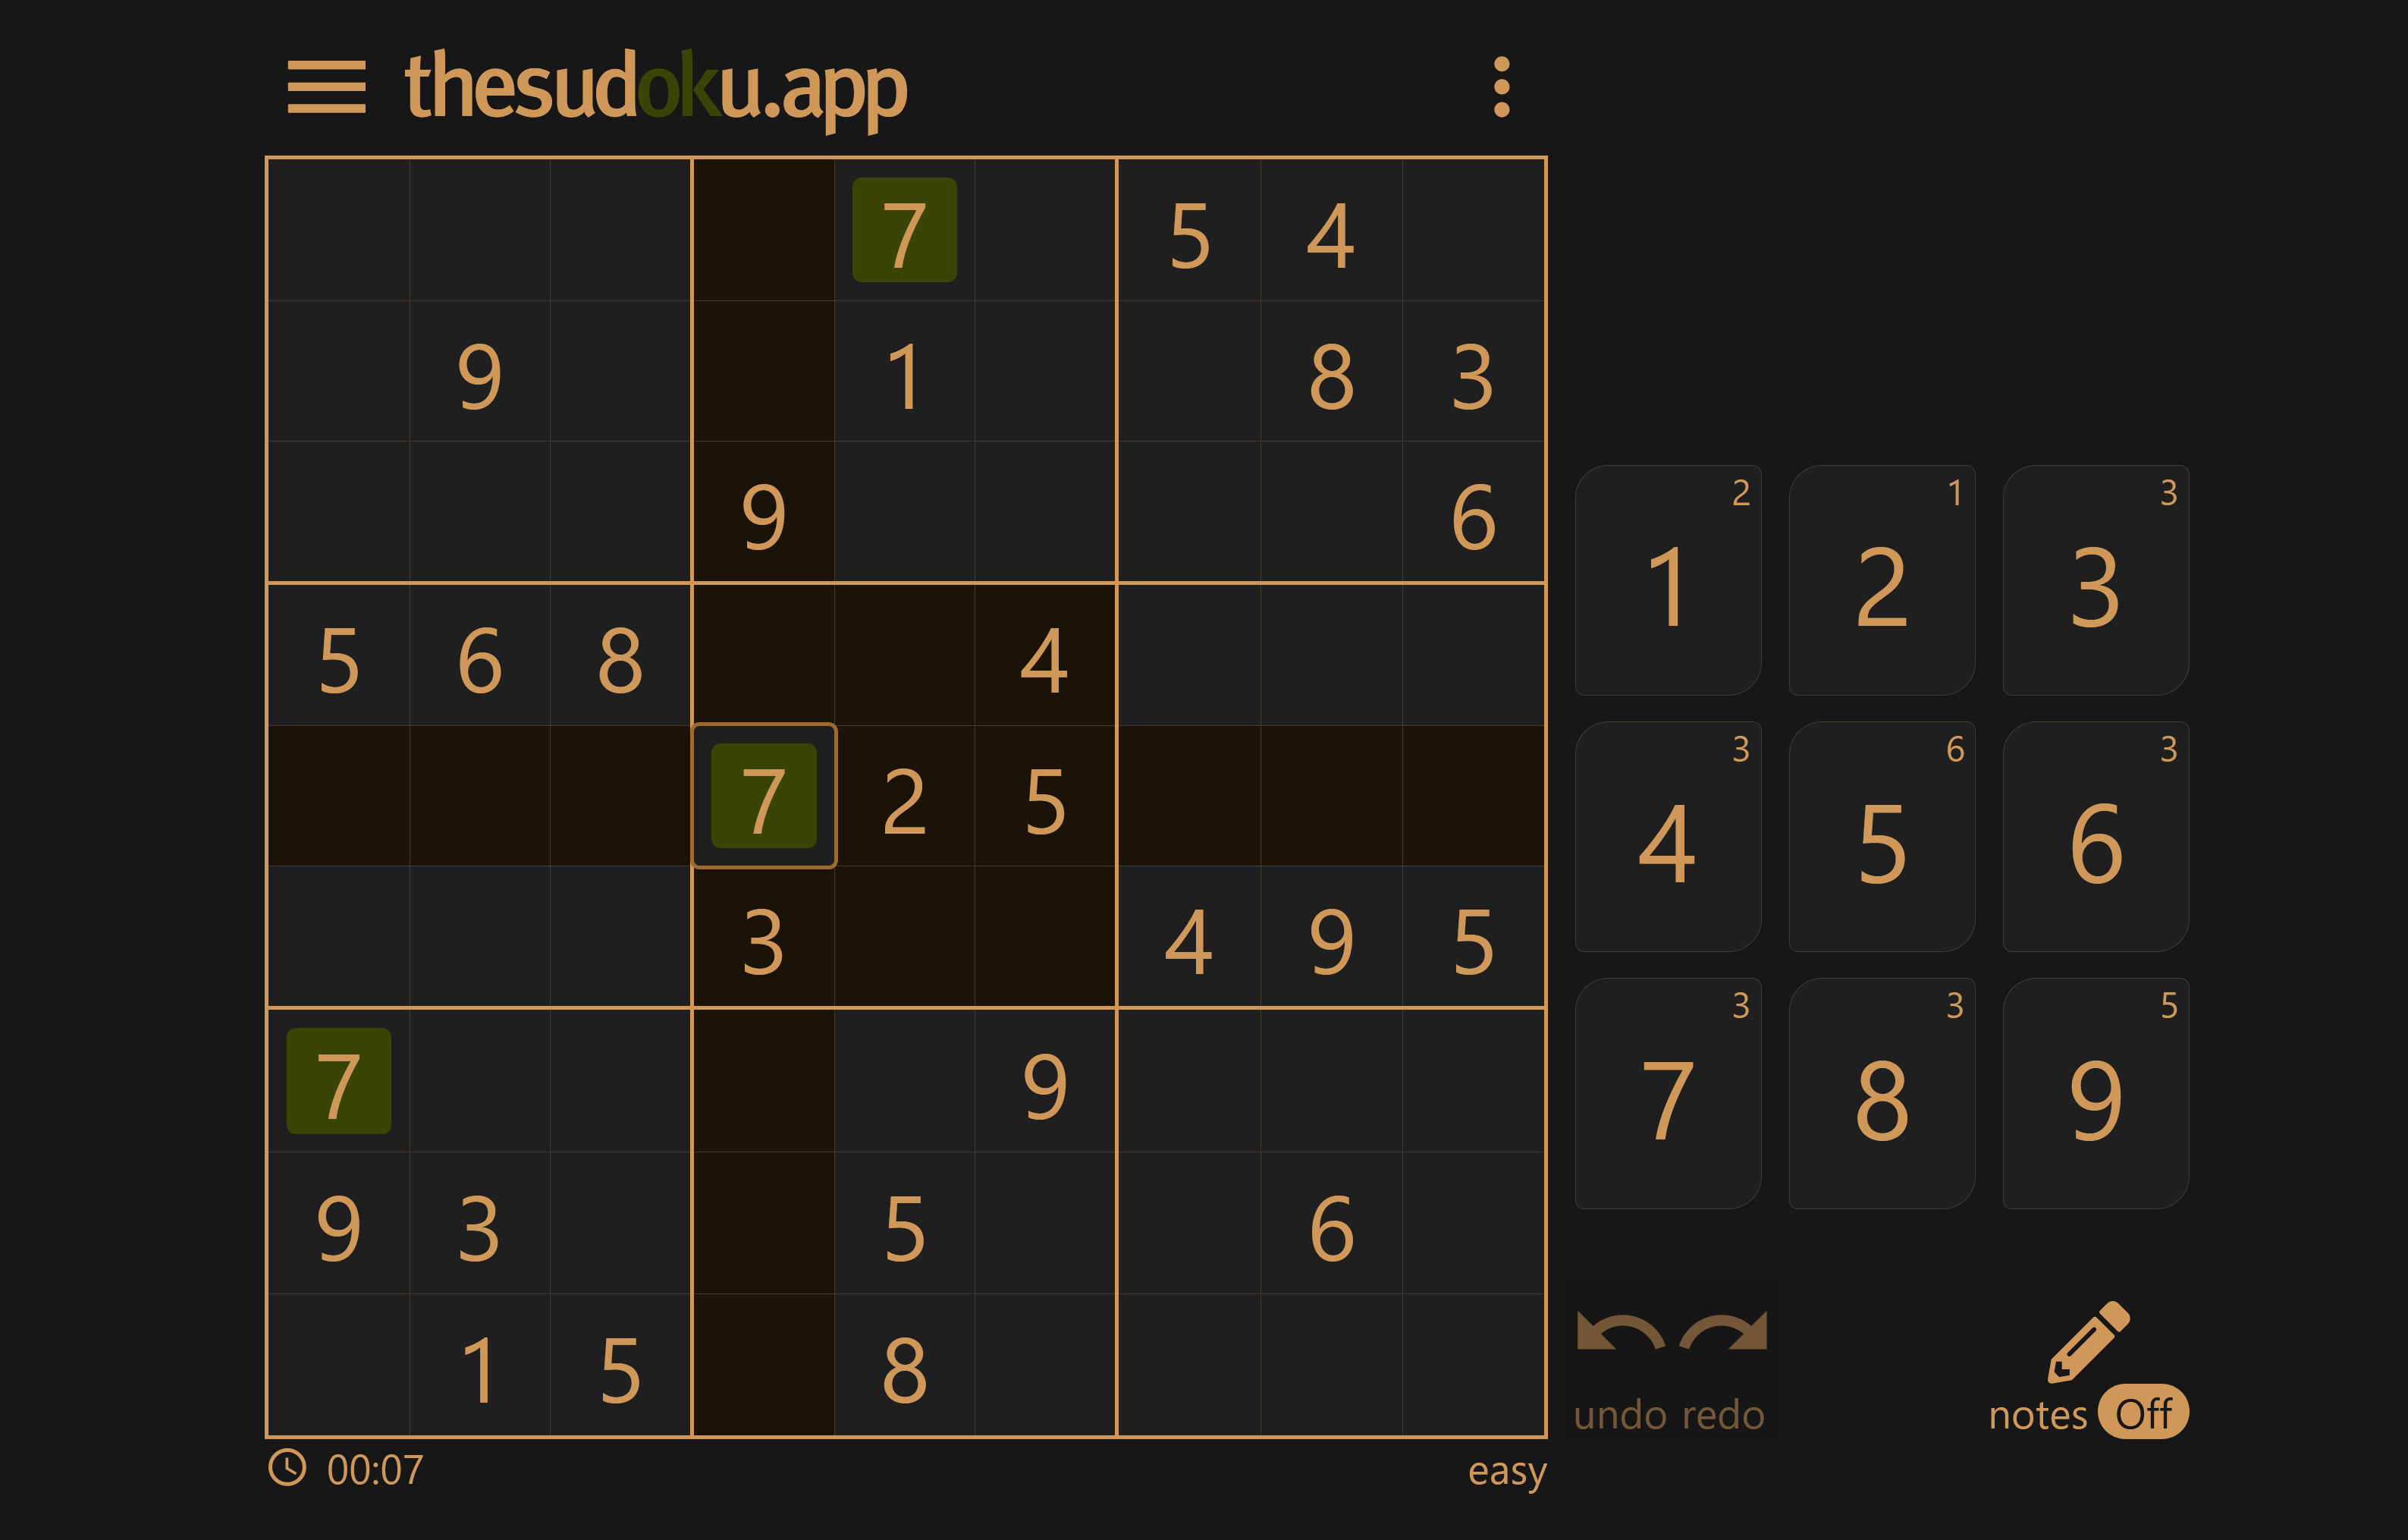 thesudoku.app
7 5 4
9 1 8 3
9 6
5 6 8 4
7 2 5
3 4 9 5
7 9
9 3 5 6
1 5 8
2 1 3
1 2 3
3 6 3
4 5 6
3 3 5
7 8 9
undo redo notes Off
00:07 easy